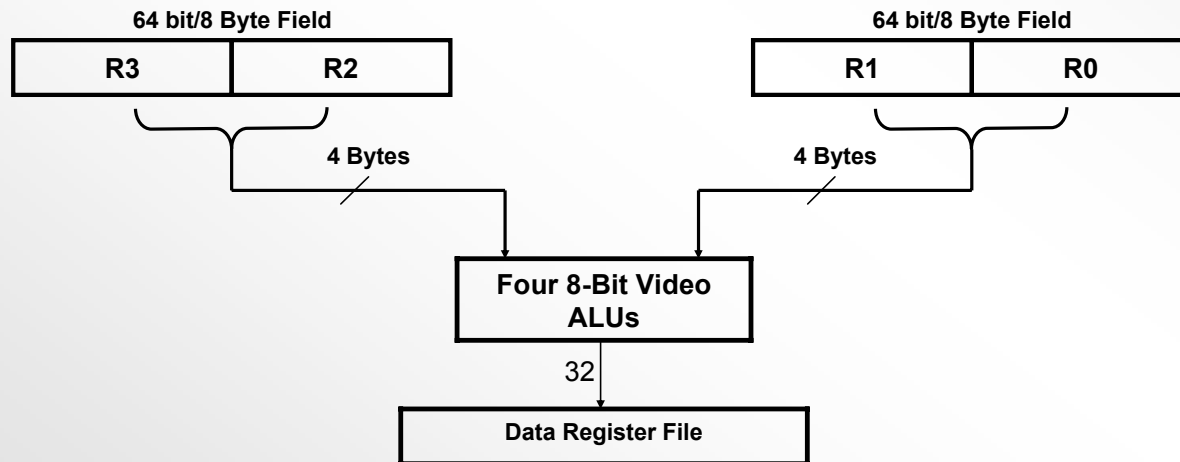 64 bit/8 Byte Field
64 bit/8 Byte Field
R3
R2
R1
R0
4 Bytes
4 Bytes
Four 8-Bit Video
ALUs
32
Data Register File